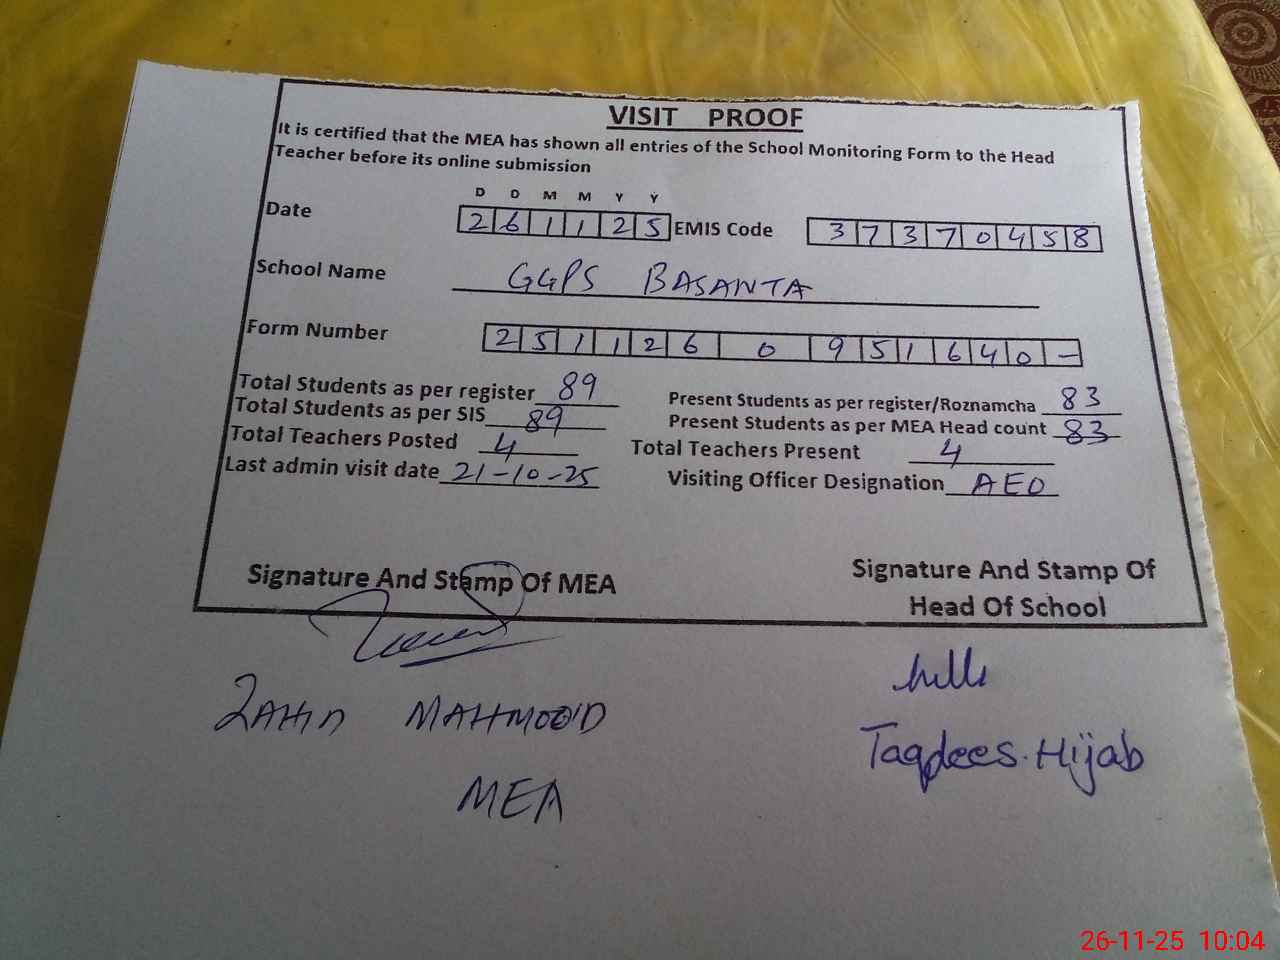 VISIT PROOF
It is certified that the MEA has shown all entries of the School Monitoring Form to the Head
Teacher before its online submission
D D M M Y Y
Date 2 6 1 1 2 5 EMIS Code 3 7 3 7 0 4 5 8
School Name GGPS BASANTA
Form Number 2 5 1 1 2 6 0 9 5 1 6 4 0 -
Total Students as per register 89 Present Students as per register/Roznamcha 83
Total Students as per SIS 89 Present Students as per MEA Head count 83
Total Teachers Posted 4 Total Teachers Present 4
Last admin visit date 21-10-25 Visiting Officer Designation AEO
Signature And Stamp Of MEA Signature And Stamp Of
Head Of School
MAHMOOD
Taqdees.Hijab
MEA
26-11-25 10:04